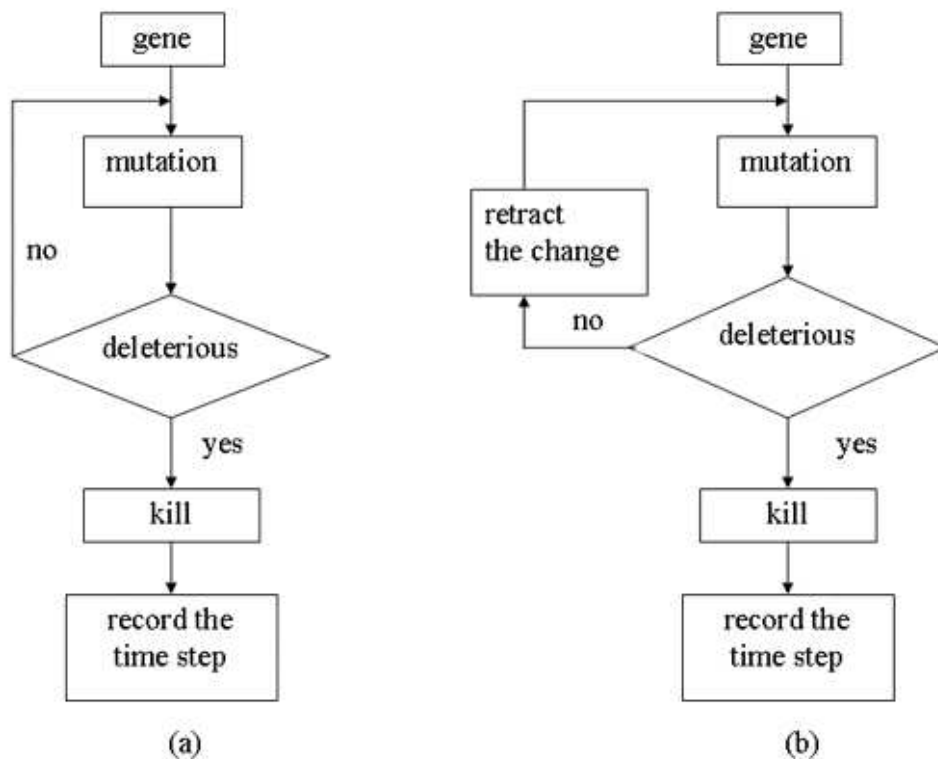 gene
mutation
no
deleterious
yes
kill
record the
time step
(a)
gene
mutation
retract
the change
no
deleterious
yes
kill
record the
time step
(b)